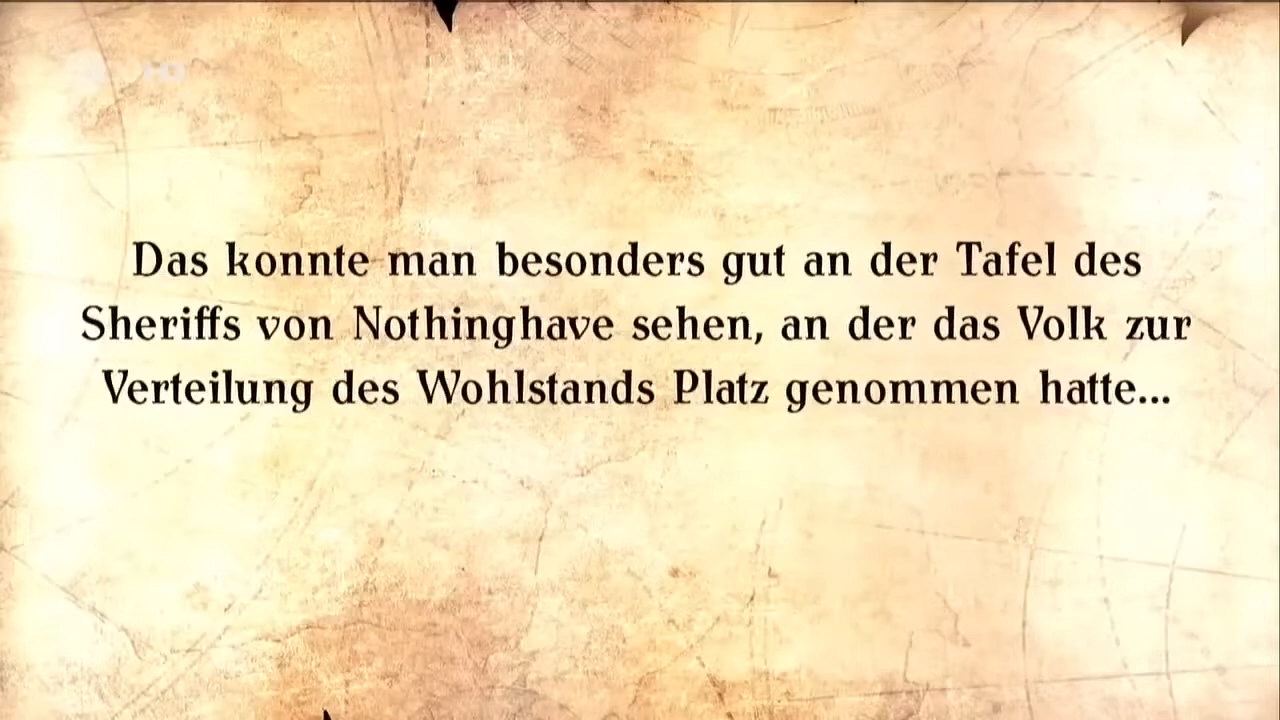 Das konnte man besonders gut an der Tafel des
Sheriffs von Nothinghave sehen, an der das Volk zur
Verteilung des Wohlstands Platz genommen hatte...